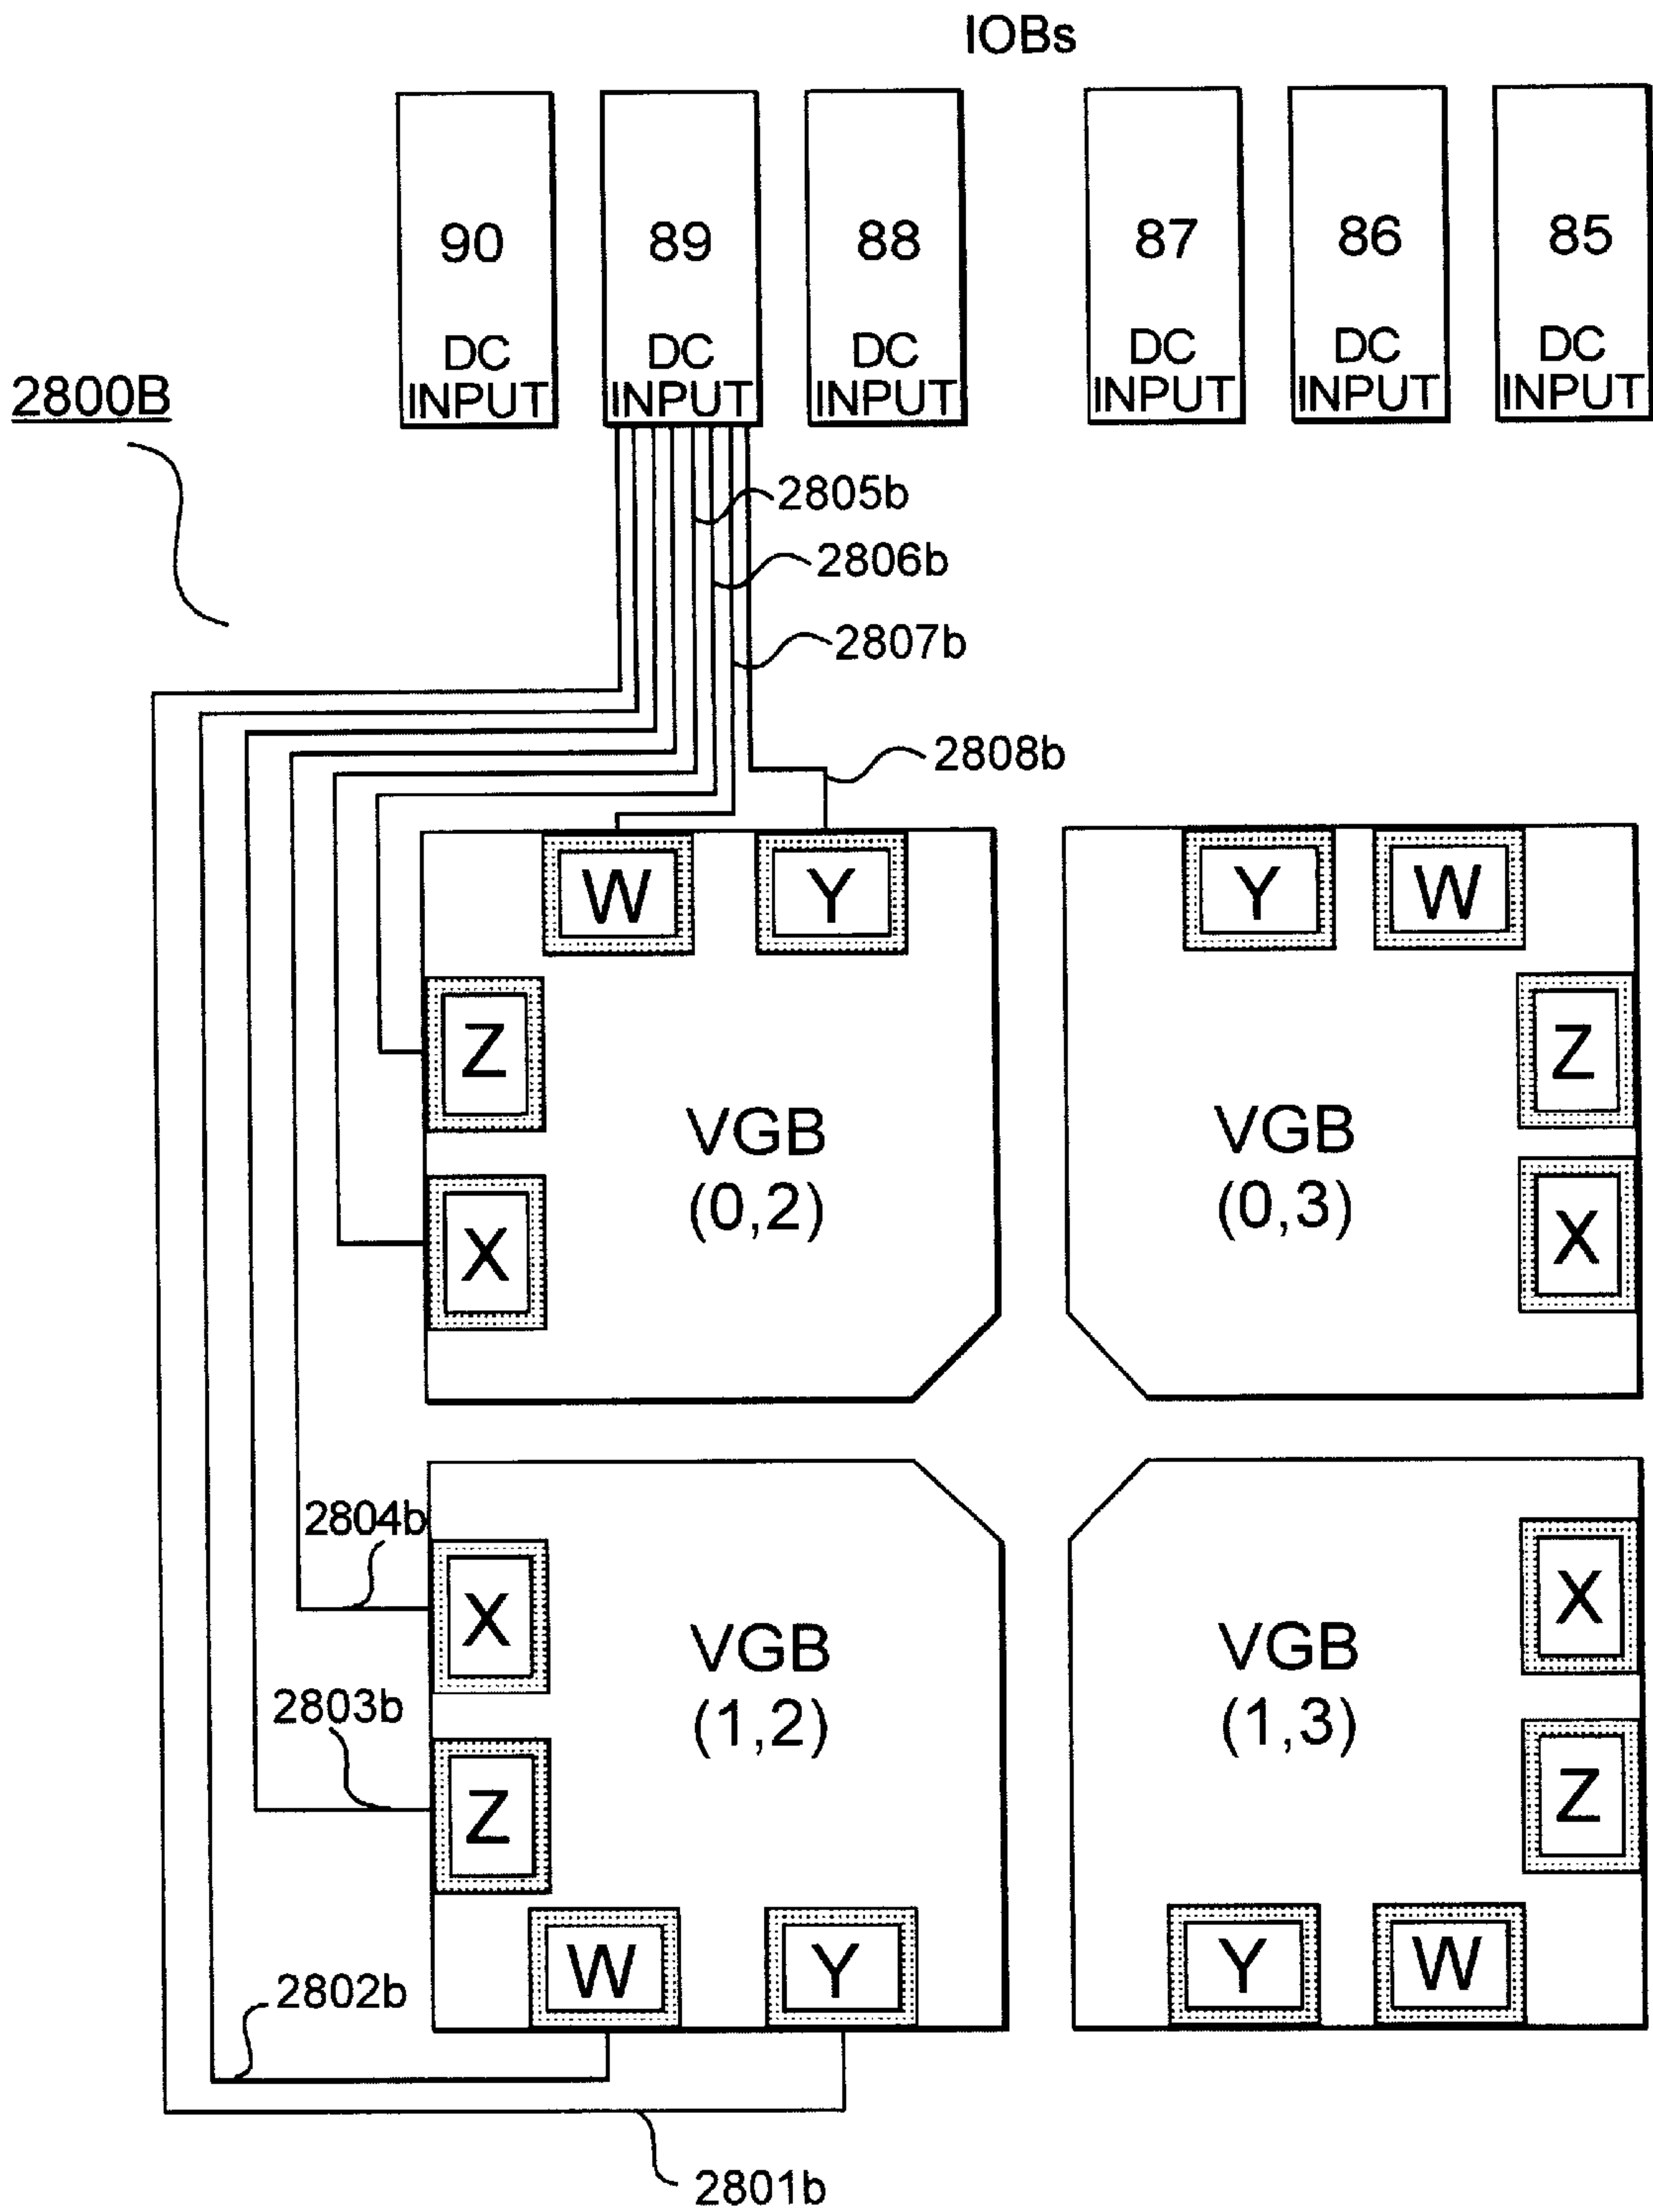 IOBs
90 89 88 87 86 85
DC DC DC DC DC DC
INPUT INPUT INPUT INPUT INPUT INPUT
2800B
2805b
2806b
2807b
2808b
W Y Y W
Z Z
VGB VGB
(0,2) (0,3)
X X
2804b
X X
VGB VGB
(1,2) (1,3)
2803b
Z Z
W Y Y W
2802b
2801b